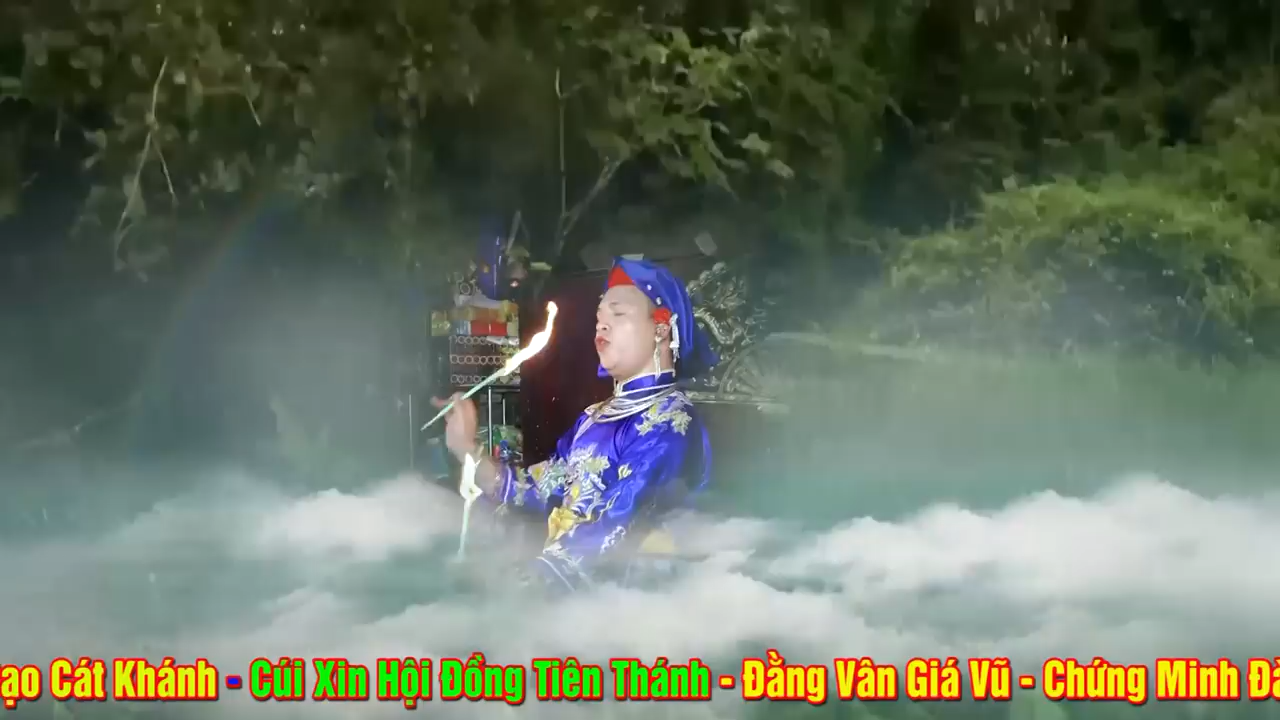 Cát Khánh - Cúi Xin Hội Đồng Tiên Thánh - Đằng Vân Giá Vũ - Chứng Minh